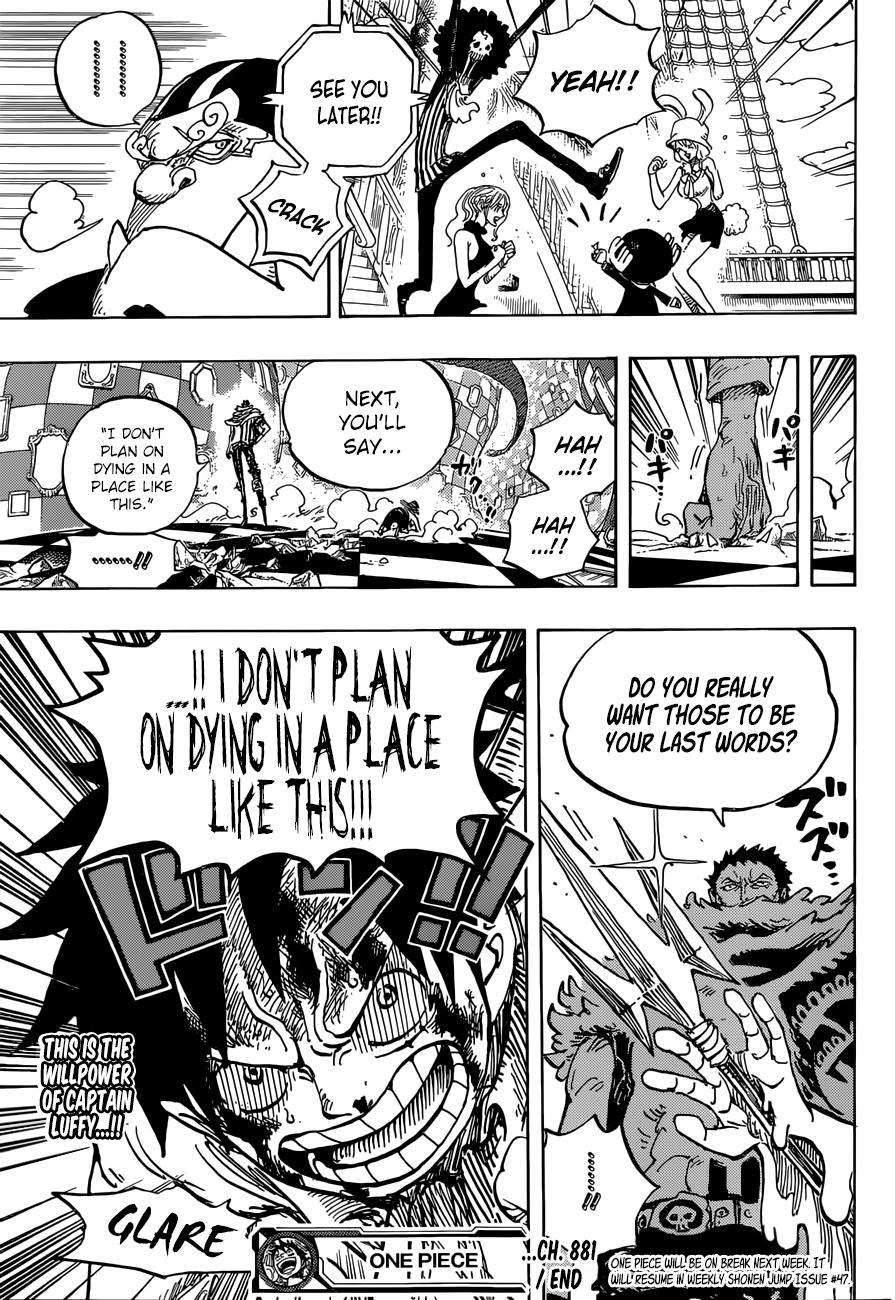 YEAH!!
SEE YOU
LATER!!
CRACK
パキ
パキ
HAH
...!!
HAH
...!!
NEXT,
YOU'LL
SAY...
"I DON'T
PLAN ON
DYING IN A
PLACE LIKE
THIS."
.......!!
DO YOU REALLY
WANT THOSE TO BE
YOUR LAST WORDS?
ズズズ...
......!!
...!! I DON'T PLAN
ON DYING IN A PLACE
LIKE THIS!!!
ドン!!
THIS IS THE
WILLPOWER
OF CAPTAIN
LUFFY...!!
GLARE
ONE PIECE
...CH. 881
/ END
ONE PIECE WILL BE ON BREAK NEXT WEEK. IT
WILL RESUME IN WEEKLY SHONEN JUMP ISSUE #47.